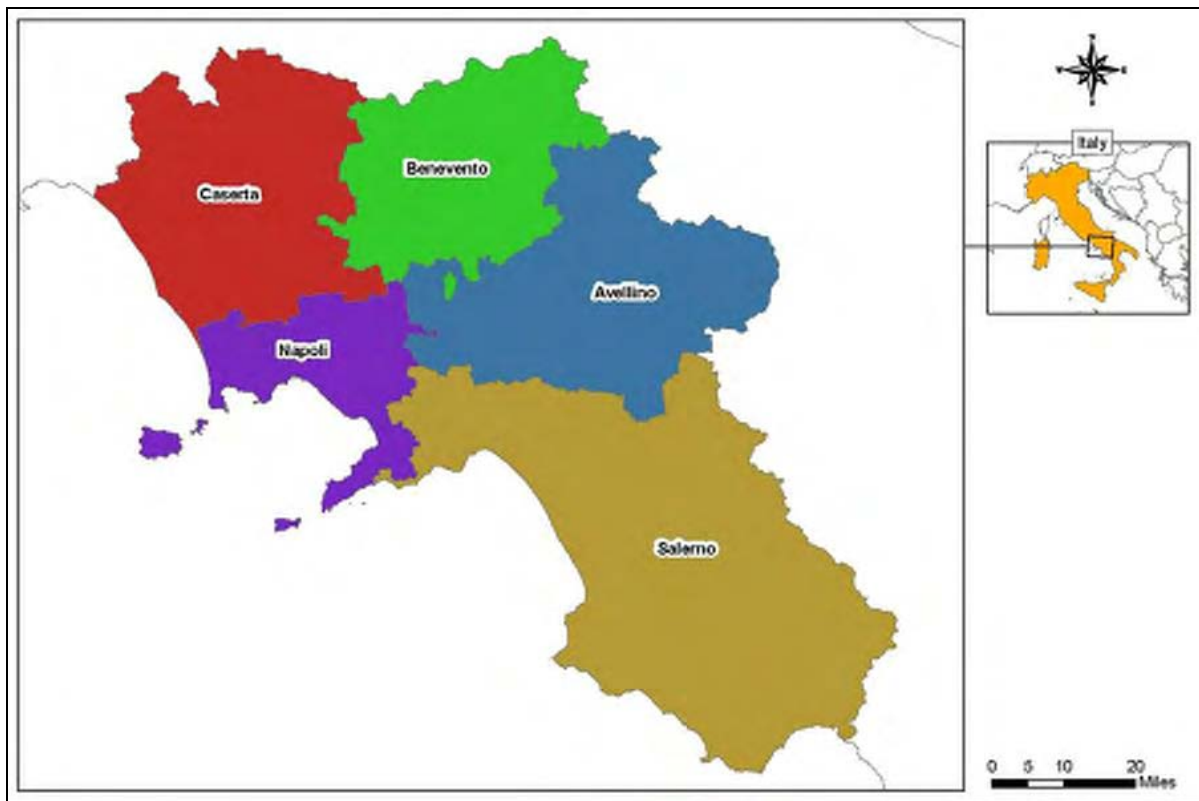 Italy
Benevento
Caserta
Avellino
Napoli
Salerno
0 5 10 20
Miles